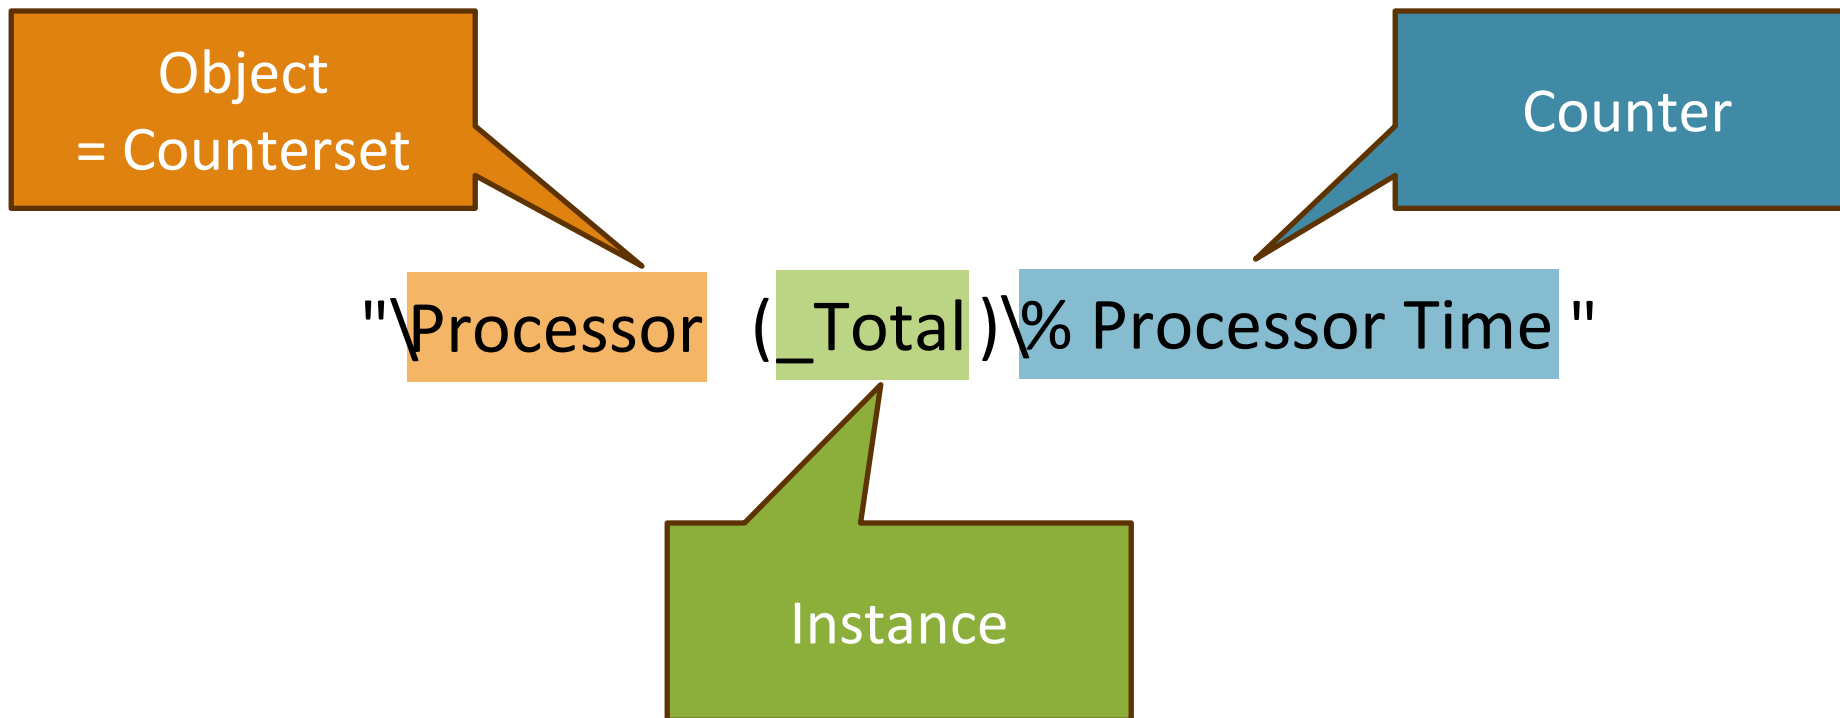 Object
= Counterset
Counter
"\Processor (_Total)\% Processor Time "
Instance